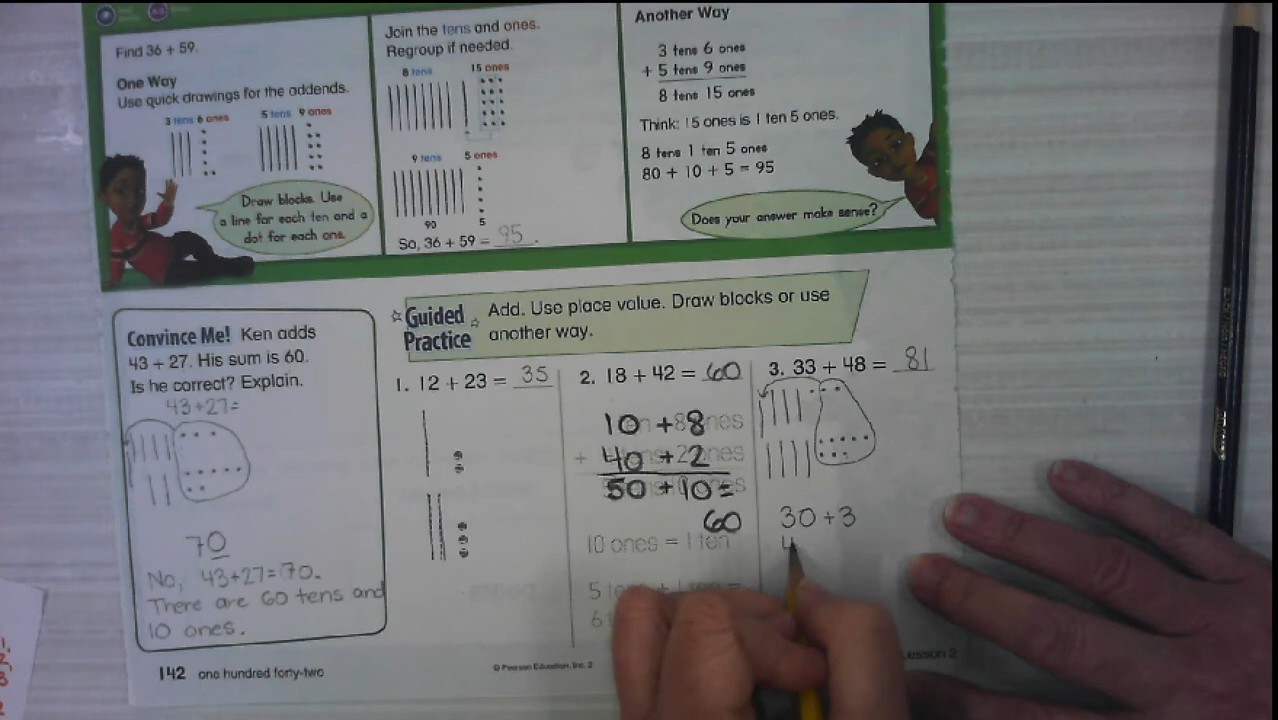 Find 36 + 59.
One Way
Use quick drawings for the addends.
3 tens 6 ones
5 tens 9 ones
Draw blocks. Use
a line for each ten and a
dot for each one.
Join the tens and ones.
Regroup if needed.
8 tens
15 ones
9 tens
5 ones
90
5
So, 36 + 59 = 95.
Another Way
3 tens 6 ones
+ 5 tens 9 ones
8 tens 15 ones
Think: 15 ones is 1 ten 5 ones.
8 tens 1 ten 5 ones
80 + 10 + 5 = 95
Does your answer make sense?
Convince Me! Ken adds
43 + 27. His sum is 60.
Is he correct? Explain.
43+27=
70
No, 43+27=70.
There are 60 tens and
10 ones.
Guided
Practice
Add. Use place value. Draw blocks or use
another way.
1. 12 + 23 = 35
2. 18 + 42 = 60
10 + 8
+ 40 + 2
50 + 10 =
60
10 ones = 1 ten
3. 33 + 48 = 81
30 + 3
4
142 one hundred forty-two
© Pearson Education, Inc. 2
Lesson 2